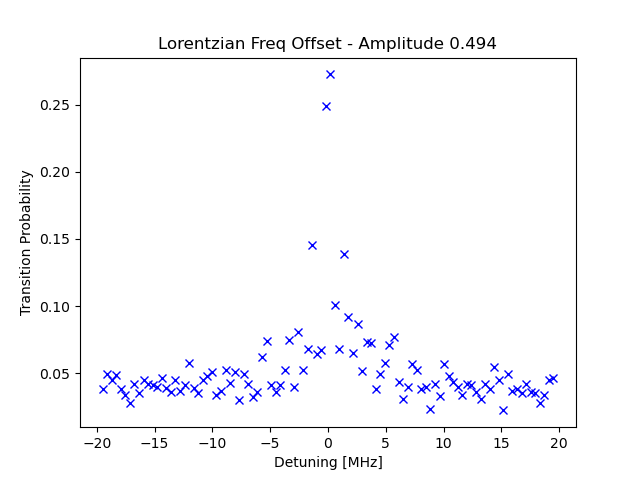 Lorentzian Freq Offset - Amplitude 0.494
Transition Probability
0.25
0.20
0.15
0.10
0.05
−20 −15 −10 −5 0 5 10 15 20
Detuning [MHz]